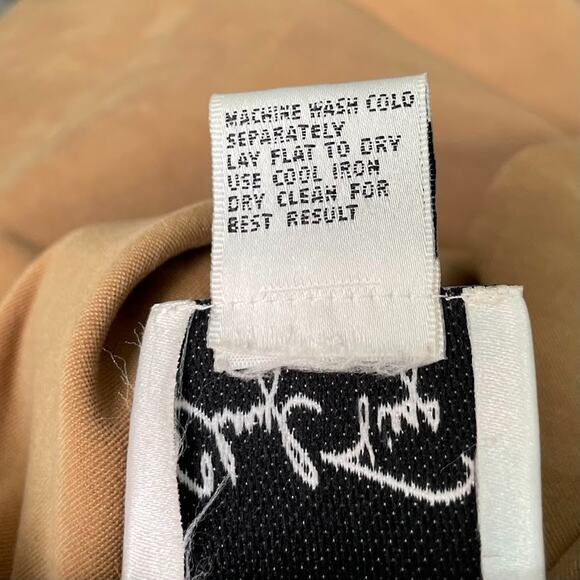 MACHINE WASH COLD
SEPARATELY
LAY FLAT TO DRY
USE COOL IRON
DRY CLEAN FOR
BEST RESULT